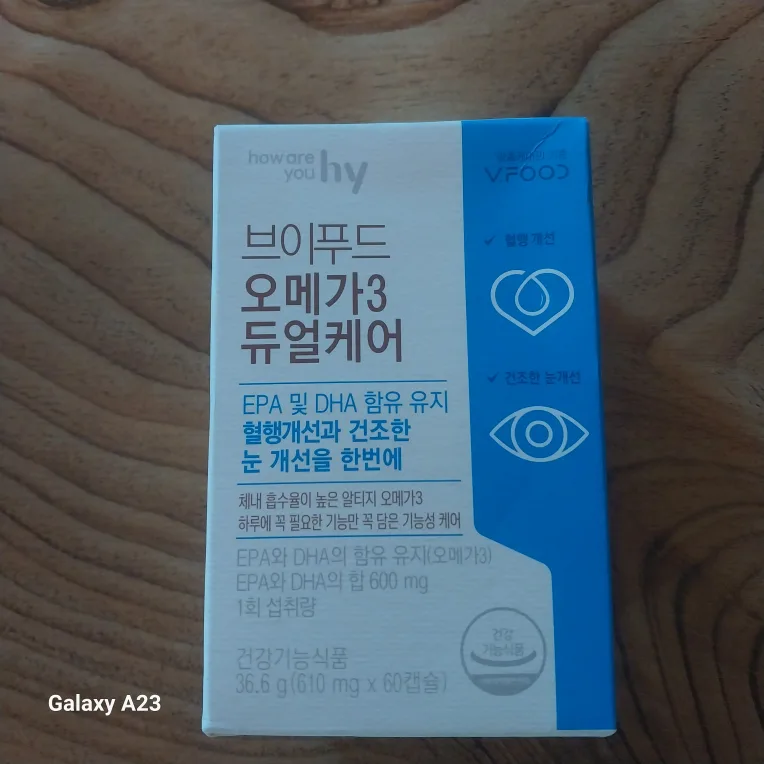 how are
you hy
V.FOOD
브이푸드
오메가3
듀얼케어
✓ 혈행 개선
✓ 건조한 눈개선
EPA 및 DHA 함유 유지
혈행개선과 건조한
눈 개선을 한번에
체내 흡수율이 높은 알티지 오메가3
하루에 꼭 필요한 기능만 꼭 담은 기능성 케어
EPA와 DHA의 함유 유지(오메가3)
EPA와 DHA의 합 600 mg
1회 섭취량
건강
기능식품
건강기능식품
36.6 g(610 mg x 60캡슐)
Galaxy A23